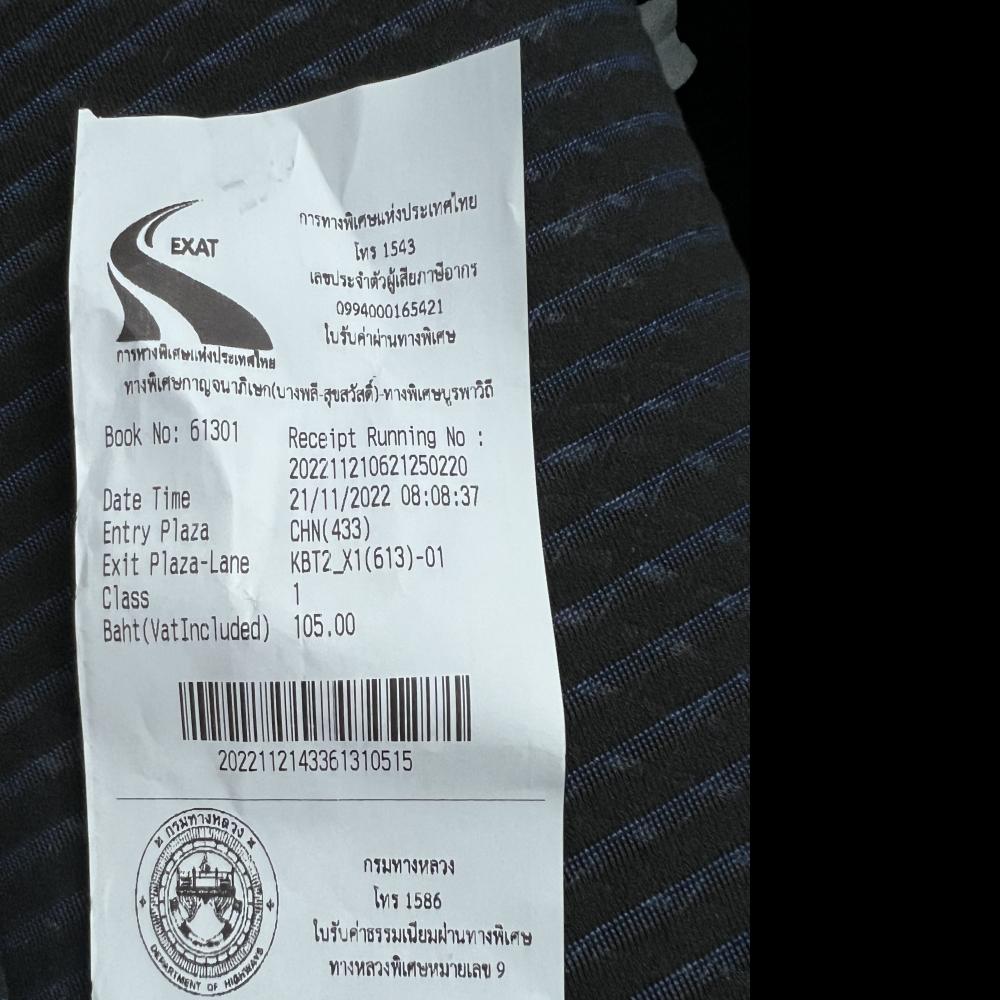 EXAT
การทางพิเศษแห่งประเทศไทย
การทางพิเศษแห่งประเทศไทย
โทร 1543
เลขประจำตัวผู้เสียภาษีอากร
0994000165421
ใบรับค่าผ่านทางพิเศษ
ทางพิเศษกาญจนาภิเษก(บางพลี-สุขสวัสดิ์)-ทางพิเศษบูรพาวิถี
Book No: 61301 Receipt Running No :
202211210621250220
Date Time 21/11/2022 08:08:37
Entry Plaza CHN(433)
Exit Plaza-Lane KBT2_X1(613)-01
Class 1
Baht(VatIncluded) 105.00
2022112143361310515
กรมทางหลวง
DEPARTMENT OF HIGHWAYS
กรมทางหลวง
โทร 1586
ใบรับค่าธรรมเนียมผ่านทางพิเศษ
ทางหลวงพิเศษหมายเลข 9